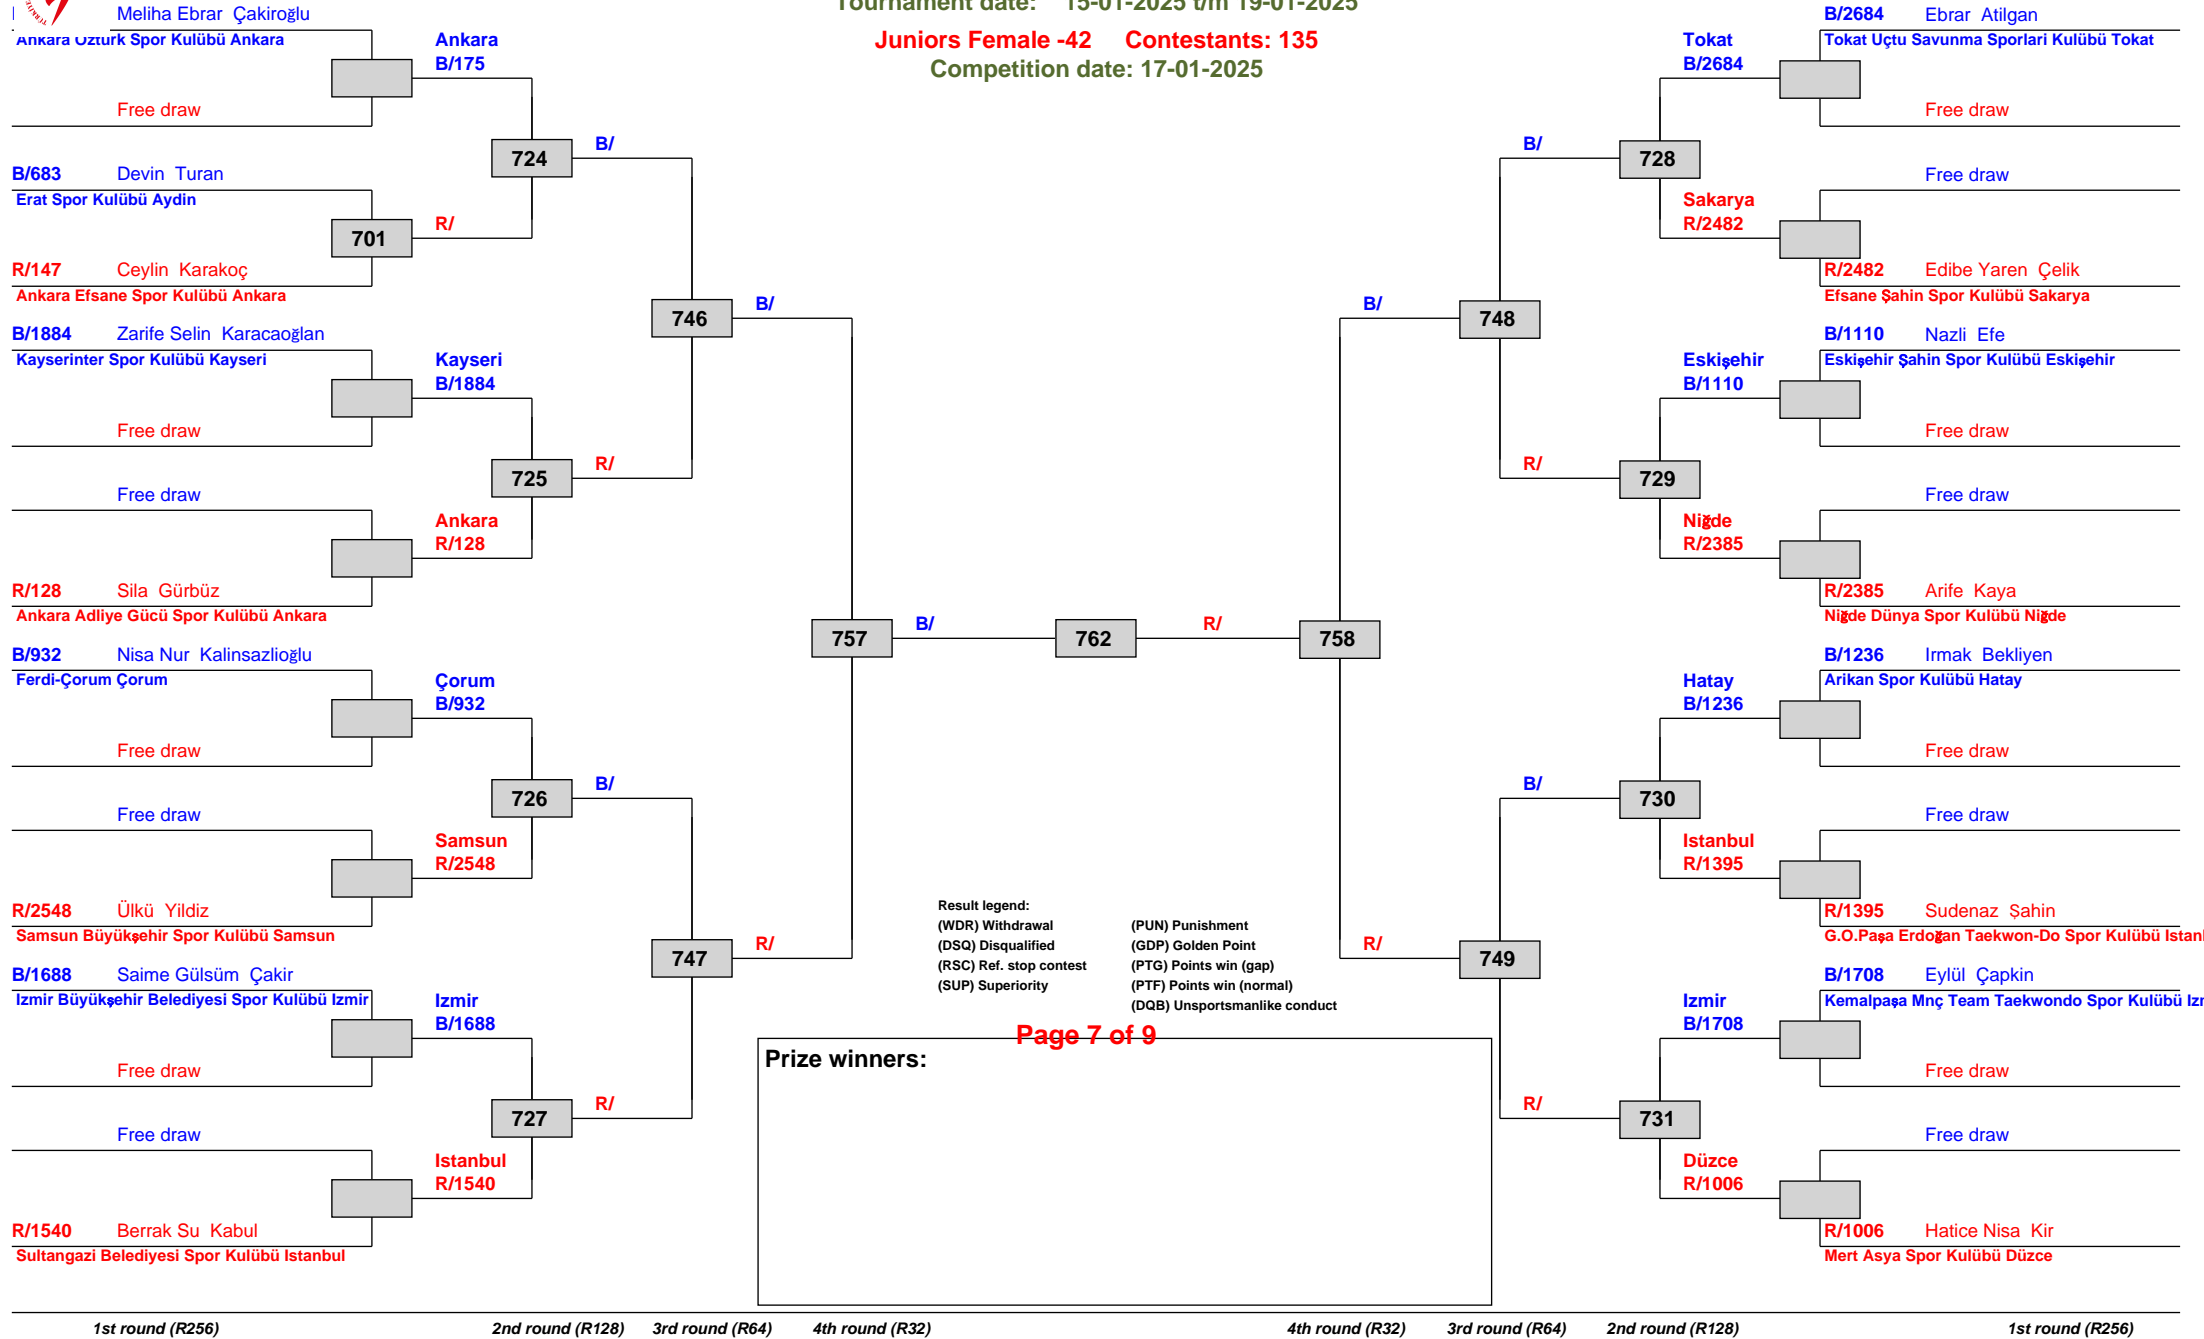 Tournament date: 15-01-2025 t/m 19-01-2025
Juniors Female -42 Contestants: 135
Competition date: 17-01-2025
Meliha Ebrar Çakiroğlu
Ankara Öztürk Spor Kulübü Ankara
Free draw
Ankara
B/175
B/683 Devin Turan
Erat Spor Kulübü Aydin
701
R/147 Ceylin Karakoç
Ankara Efsane Spor Kulübü Ankara
R/
724
B/
B/1884 Zarife Selin Karacaoğlan
Kayserinter Spor Kulübü Kayseri
Free draw
Kayseri
B/1884
Free draw
R/128 Sila Gürbüz
Ankara Adliye Gücü Spor Kulübü Ankara
Ankara
R/128
725
R/
746
B/
B/932 Nisa Nur Kalinsazlioğlu
Ferdi-Çorum Çorum
Free draw
Çorum
B/932
Free draw
R/2548 Ülkü Yildiz
Samsun Büyükşehir Spor Kulübü Samsun
Samsun
R/2548
726
B/
B/1688 Saime Gülsüm Çakir
Izmir Büyükşehir Belediyesi Spor Kulübü Izmir
Free draw
Izmir
B/1688
Free draw
R/1540 Berrak Su Kabul
Sultangazi Belediyesi Spor Kulübü Istanbul
Istanbul
R/1540
727
R/
747
R/
757
B/
762
R/
758
B/2684 Ebrar Atilgan
Tokat Uçtu Savunma Sporlari Kulübü Tokat
Free draw
Tokat
B/2684
Free draw
R/2482 Edibe Yaren Çelik
Efsane Şahin Spor Kulübü Sakarya
Sakarya
R/2482
728
B/
B/1110 Nazli Efe
Eskişehir Şahin Spor Kulübü Eskişehir
Free draw
Eskişehir
B/1110
Free draw
R/2385 Arife Kaya
Niğde Dünya Spor Kulübü Niğde
Niğde
R/2385
729
R/
748
B/
B/1236 Irmak Bekliyen
Arikan Spor Kulübü Hatay
Free draw
Hatay
B/1236
Free draw
R/1395 Sudenaz Şahin
G.O.Paşa Erdoğan Taekwon-Do Spor Kulübü Istanl
Istanbul
R/1395
730
B/
B/1708 Eylül Çapkin
Kemalpaşa Mnç Team Taekwondo Spor Kulübü Izr
Free draw
Izmir
B/1708
Free draw
R/1006 Hatice Nisa Kir
Mert Asya Spor Kulübü Düzce
Düzce
R/1006
731
R/
749
R/
Result legend:
(WDR) Withdrawal (PUN) Punishment
(DSQ) Disqualified (GDP) Golden Point
(RSC) Ref. stop contest (PTG) Points win (gap)
(SUP) Superiority (PTF) Points win (normal)
(DQB) Unsportsmanlike conduct
Page 7 of 9
Prize winners:
1st round (R256) 2nd round (R128) 3rd round (R64) 4th round (R32) 4th round (R32) 3rd round (R64) 2nd round (R128) 1st round (R256)